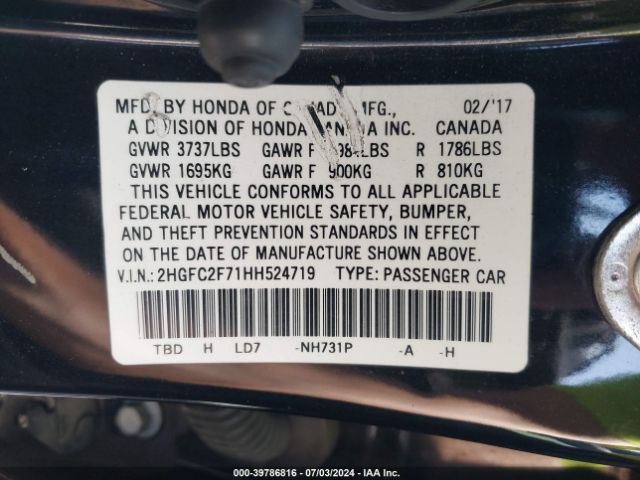 MFD. BY HONDA OF MFG., 02/'17
A DIVISION OF HONDA INC. CANADA
GVWR 3737LBS GAWR F R 1786LBS
GVWR 1695KG GAWR F 900KG R 810KG
THIS VEHICLE CONFORMS TO ALL APPLICABLE
FEDERAL MOTOR VEHICLE SAFETY, BUMPER,
AND THEFT PREVENTION STANDARDS IN EFFECT
ON THE DATE OF MANUFACTURE SHOWN ABOVE.
V.I.N.: 2HGFC2F71HH524719 TYPE: PASSENGER CAR
TBD H LD7 -NH731P -A -H
000-39786816 - 07/03/2024 - IAA Inc.